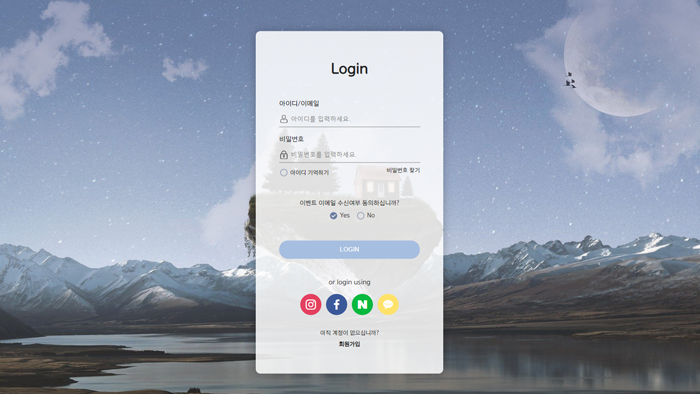 Login
아이디/이메일
아이디를 입력하세요.
비밀번호
비밀번호를 입력하세요.
아이디 기억하기 비밀번호 찾기
이벤트 이메일 수신여부 동의하십니까?
Yes No
LOGIN
or login using
아직 계정이 없으십니까?
회원가입